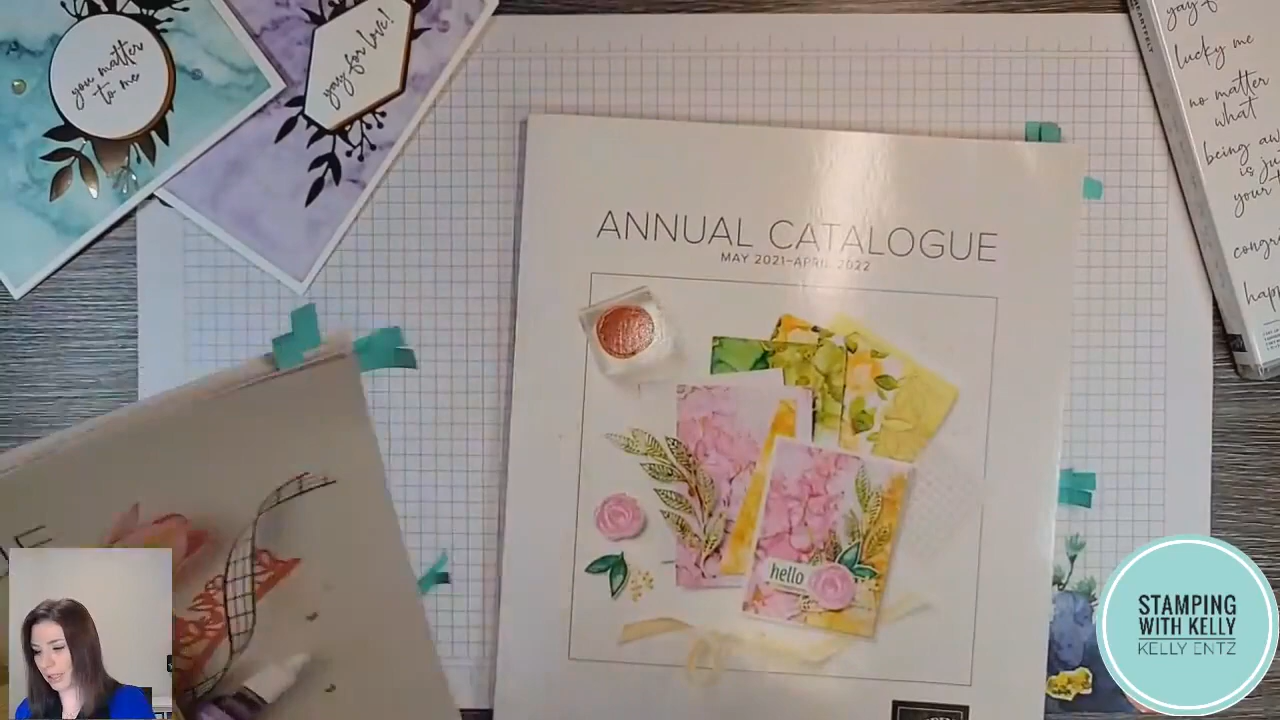 you matter
to me
yay for love!
HEARTFELT
lucky me
no matter
what
ANNUAL CATALOGUE
MAY 2021–APRIL 2022
hello
STAMPING
WITH KELLY
KELLY ENTZ